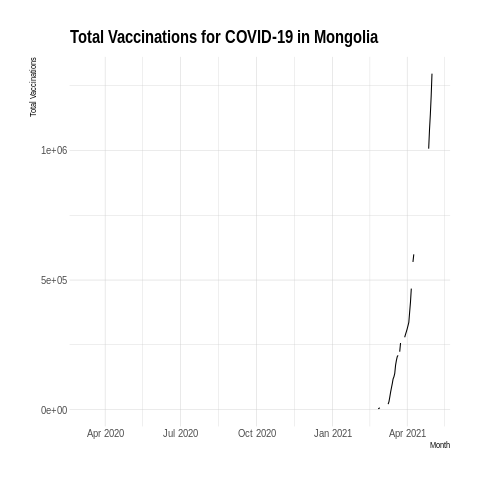 Total Vaccinations for COVID-19 in Mongolia
Total Vaccinations
1e+06
5e+05
0e+00
Apr 2020 Jul 2020 Oct 2020 Jan 2021 Apr 2021
Month